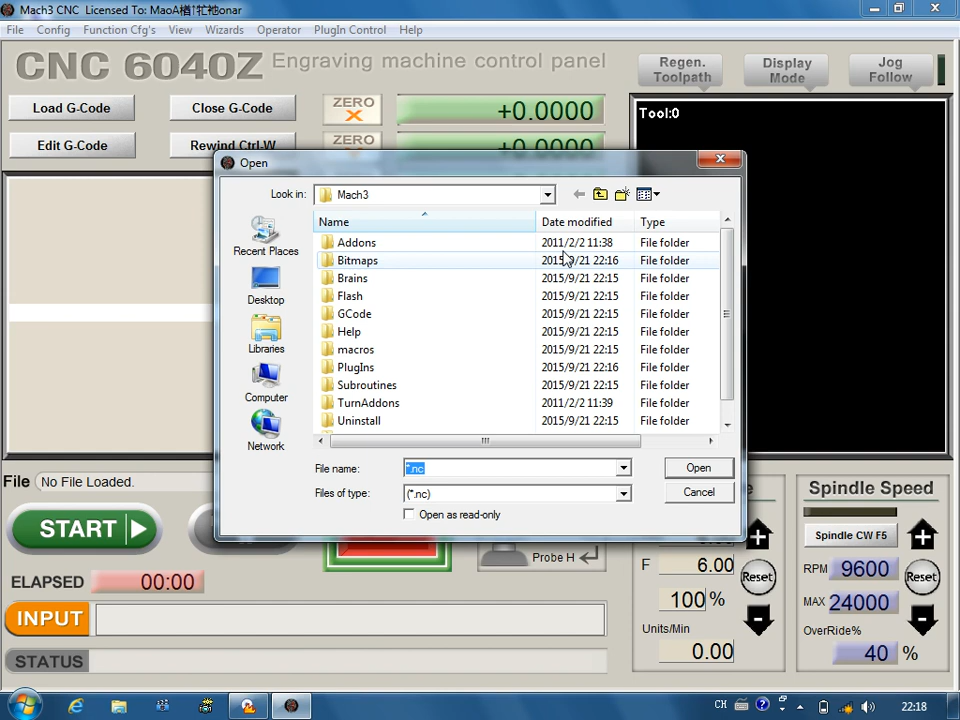 Mach3 CNC Licensed To: MaoA
File Config Function Cfg's View Wizards Operator PlugIn Control Help
CNC 6040Z Engraving machine control panel
Regen. Toolpath
Display Mode
Jog Follow
Load G-Code
Close G-Code
ZERO X
+0.0000
Tool:0
Edit G-Code
Rewind Ctrl-W
ZERO
+0.0000
Open
Look in: Mach3
Name Date modified Type
Addons 2011/2/2 11:38 File folder
Bitmaps 2015/9/21 22:16 File folder
Brains 2015/9/21 22:15 File folder
Flash 2015/9/21 22:15 File folder
GCode 2015/9/21 22:15 File folder
Help 2015/9/21 22:15 File folder
macros 2015/9/21 22:15 File folder
PlugIns 2015/9/21 22:16 File folder
Subroutines 2015/9/21 22:15 File folder
TurnAddons 2011/2/2 11:39 File folder
Uninstall 2015/9/21 22:15 File folder
Recent Places
Desktop
Libraries
Computer
Network
File name: *.nc
Open
Files of type: (*.nc)
Cancel
Open as read-only
File No File Loaded.
START
ELAPSED 00:00
INPUT
STATUS
Probe H
F 6.00
Reset
100 %
Units/Min
0.00
Spindle Speed
Spindle CW F5
RPM 9600
Reset
MAX 24000
OverRide%
40 %
CH
22:18